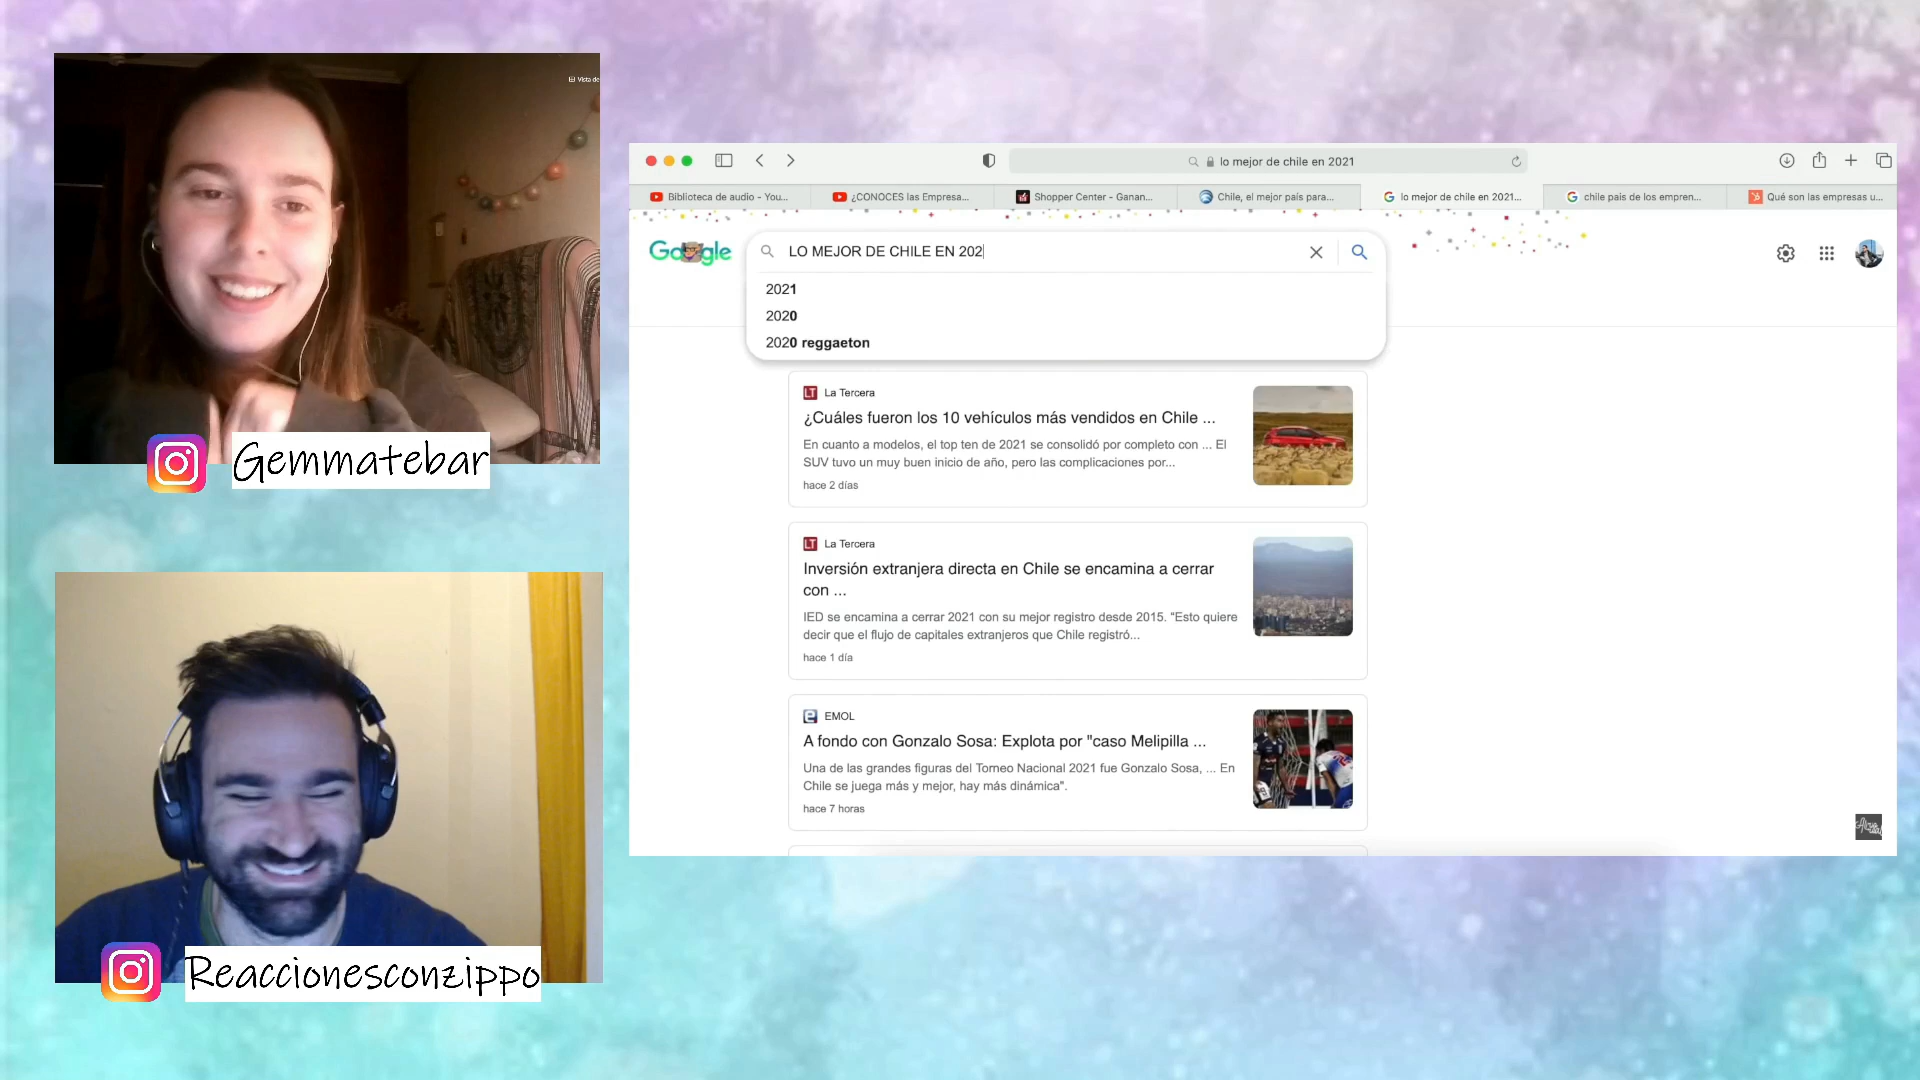 Vista de
Gemmatebar
Reaccionesconzippo
lo mejor de chile en 2021
Biblioteca de audio - You...
¿CONOCES las Empresa...
Shopper Center - Ganan...
Chile, el mejor país para...
lo mejor de chile en 2021...
chile pais de los empren...
Qué son las empresas u...
Google
LO MEJOR DE CHILE EN 202
2021
2020
2020 reggaeton
LT La Tercera
¿Cuáles fueron los 10 vehículos más vendidos en Chile ...
En cuanto a modelos, el top ten de 2021 se consolidó por completo con ... El
SUV tuvo un muy buen inicio de año, pero las complicaciones por...
hace 2 días
LT La Tercera
Inversión extranjera directa en Chile se encamina a cerrar
con ...
IED se encamina a cerrar 2021 con su mejor registro desde 2015. "Esto quiere
decir que el flujo de capitales extranjeros que Chile registró...
hace 1 día
e EMOL
A fondo con Gonzalo Sosa: Explota por "caso Melipilla ...
Una de las grandes figuras del Torneo Nacional 2021 fue Gonzalo Sosa, ... En
Chile se juega más y mejor, hay más dinámica".
hace 7 horas